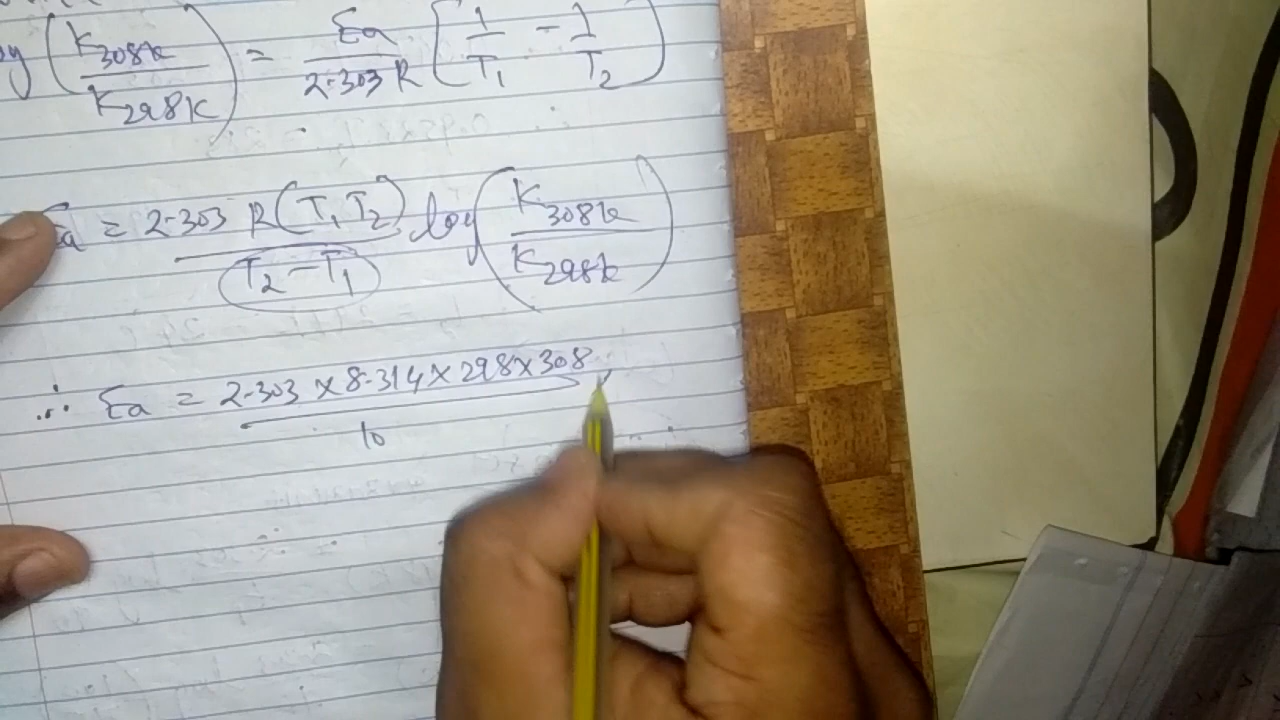 log (K308k / K298K) = Ea / 2.303 R [1/T1 - 1/T2]
Ea = 2.303 R (T1 T2) / T2 - T1 log (K308k / K298k)
∴ Ea = 2.303 × 8.314 × 298 × 308 / 10